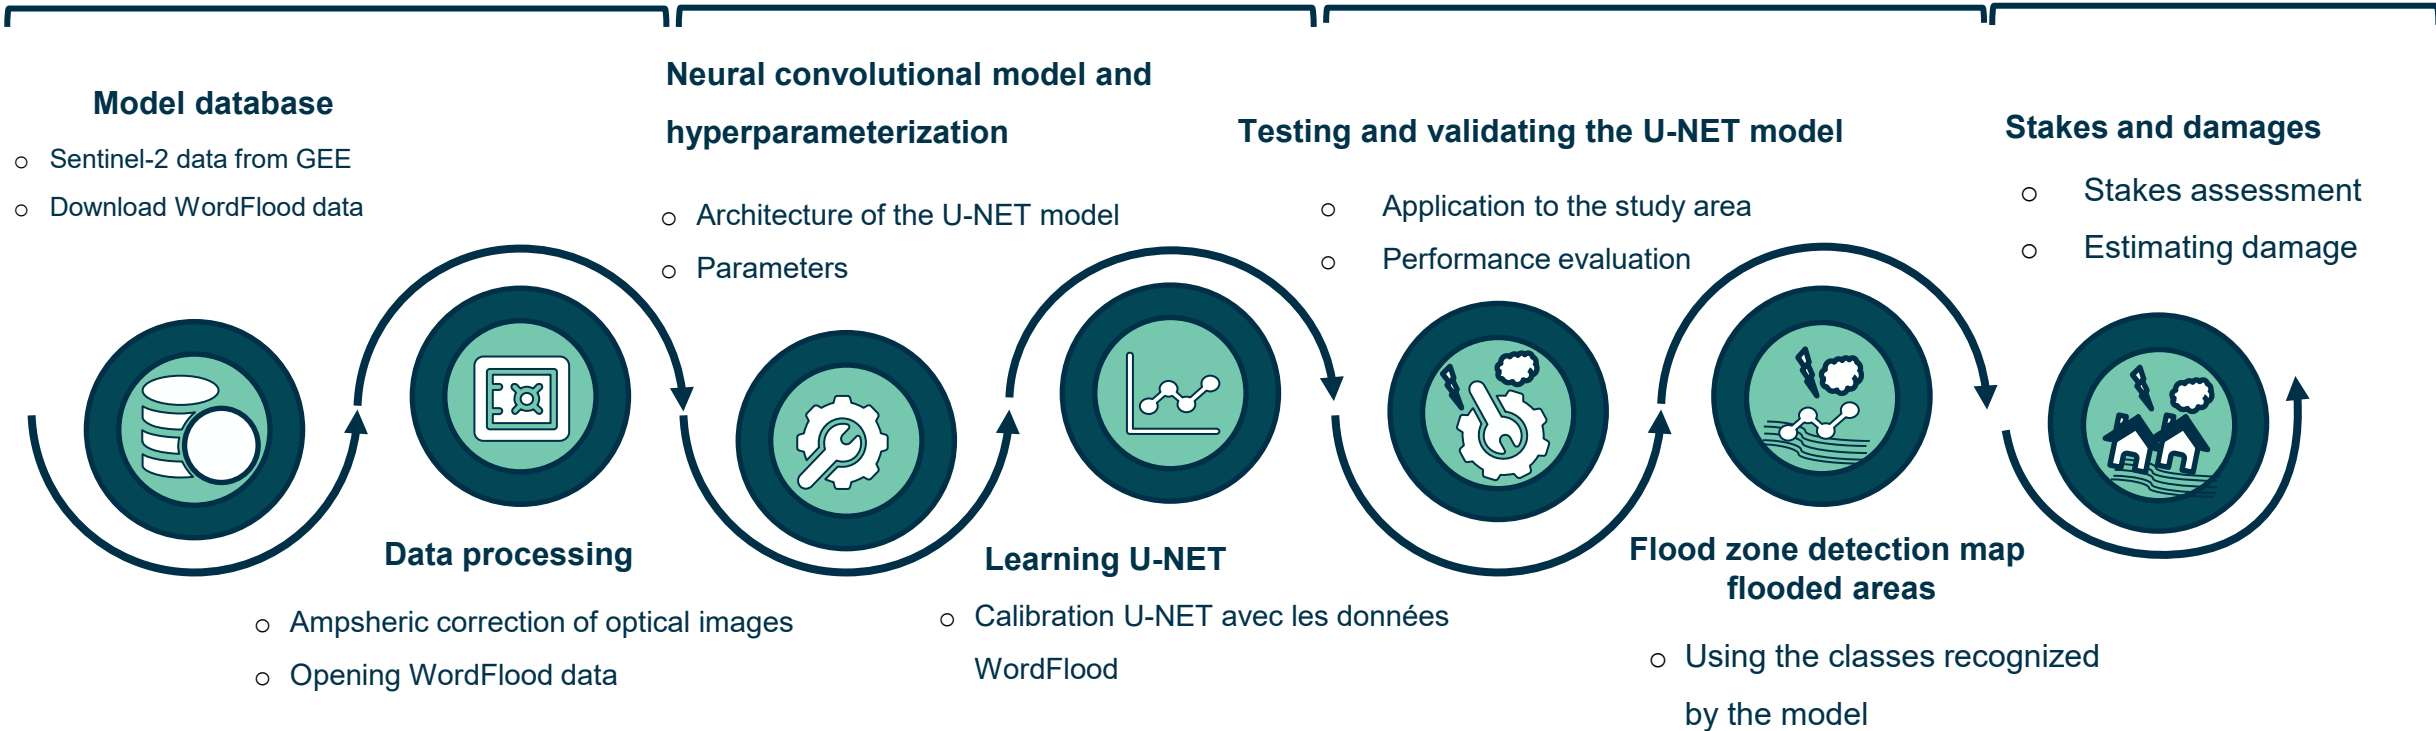 Model database
○ Sentinel-2 data from GEE
○ Download WordFlood data
Data processing
○ Ampsheric correction of optical images
○ Opening WordFlood data
Neural convolutional model and
hyperparameterization
○ Architecture of the U-NET model
○ Parameters
Learning U-NET
○ Calibration U-NET avec les données
WordFlood
Testing and validating the U-NET model
○ Application to the study area
○ Performance evaluation
Flood zone detection map
flooded areas
○ Using the classes recognized
by the model
Stakes and damages
○ Stakes assessment
○ Estimating damage